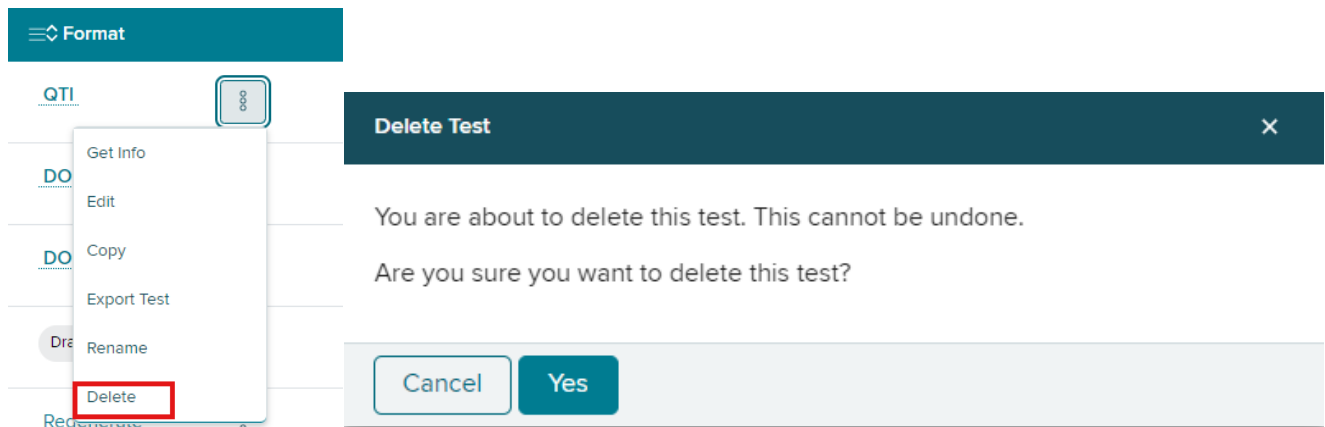 Format
QTI
Get Info
DO
Edit
Copy
DO
Export Test
Dra
Rename
Delete
Regenerate
Delete Test
You are about to delete this test. This cannot be undone.
Are you sure you want to delete this test?
Cancel
Yes